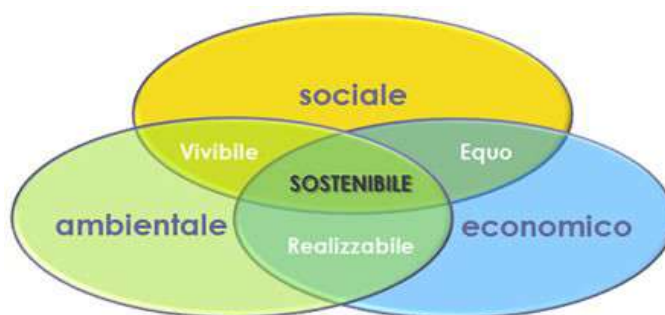 sociale
Vivibile
Equo
SOSTENIBILE
ambientale
economico
Realizzabile